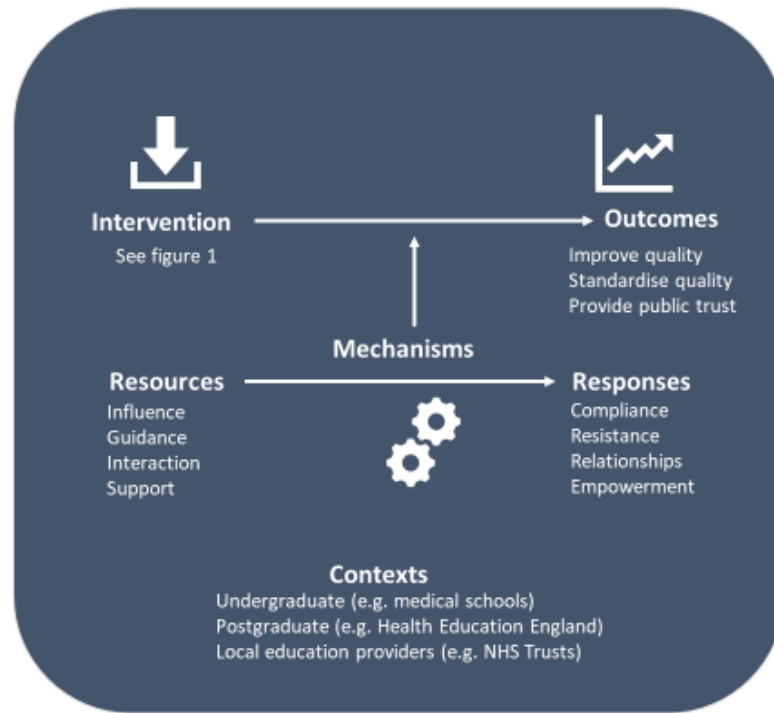 Intervention
See figure 1
Outcomes
Improve quality
Standardise quality
Provide public trust
Mechanisms
Resources
Influence
Guidance
Interaction
Support
Responses
Compliance
Resistance
Relationships
Empowerment
Contexts
Undergraduate (e.g. medical schools)
Postgraduate (e.g. Health Education England)
Local education providers (e.g. NHS Trusts)